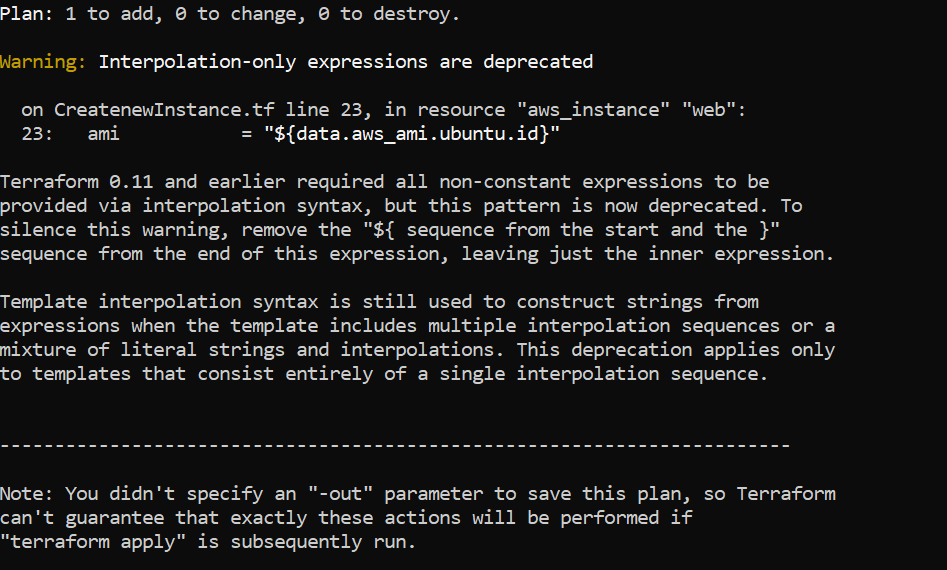 Plan: 1 to add, 0 to change, 0 to destroy.
Warning: Interpolation-only expressions are deprecated
on CreatenewInstance.tf line 23, in resource "aws_instance" "web":
23:   ami           = "${data.aws_ami.ubuntu.id}"
Terraform 0.11 and earlier required all non-constant expressions to be
provided via interpolation syntax, but this pattern is now deprecated. To
silence this warning, remove the "${ sequence from the start and the }"
sequence from the end of this expression, leaving just the inner expression.
Template interpolation syntax is still used to construct strings from
expressions when the template includes multiple interpolation sequences or a
mixture of literal strings and interpolations. This deprecation applies only
to templates that consist entirely of a single interpolation sequence.
------------------------------------------------------------------------
Note: You didn't specify an "-out" parameter to save this plan, so Terraform
can't guarantee that exactly these actions will be performed if
"terraform apply" is subsequently run.